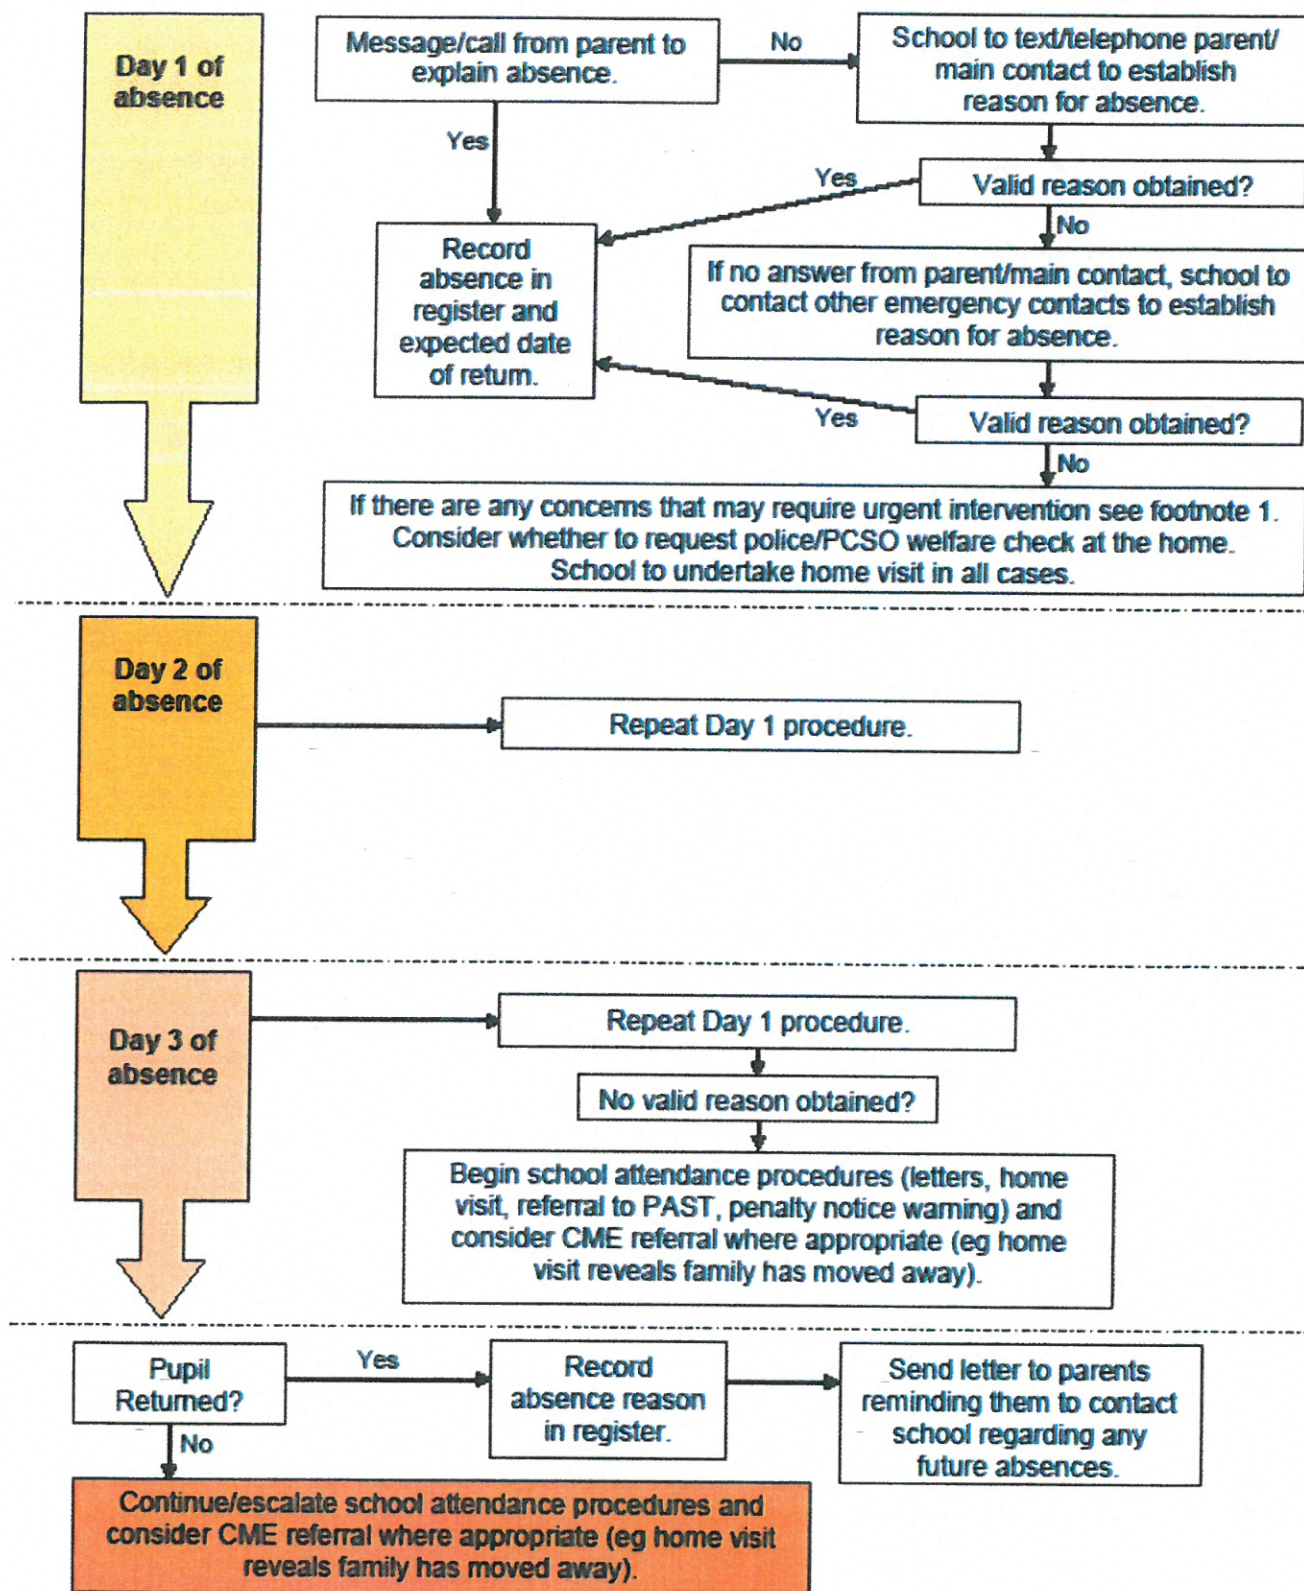 Day 1 of
absence
Message/call from parent to
explain absence.
No
School to text/telephone parent/
main contact to establish
reason for absence.
Yes
Yes
Valid reason obtained?
No
Record
absence in
register and
expected date
of return.
If no answer from parent/main contact, school to
contact other emergency contacts to establish
reason for absence.
Yes
Valid reason obtained?
No
If there are any concerns that may require urgent intervention see footnote 1.
Consider whether to request police/PCSO welfare check at the home.
School to undertake home visit in all cases.
Day 2 of
absence
Repeat Day 1 procedure.
Day 3 of
absence
Repeat Day 1 procedure.
No valid reason obtained?
Begin school attendance procedures (letters, home
visit, referral to PAST, penalty notice warning) and
consider CME referral where appropriate (eg home
visit reveals family has moved away).
Pupil
Returned?
Yes
Record
absence reason
in register.
Send letter to parents
reminding them to contact
school regarding any
future absences.
No
Continue/escalate school attendance procedures and
consider CME referral where appropriate (eg home visit
reveals family has moved away).